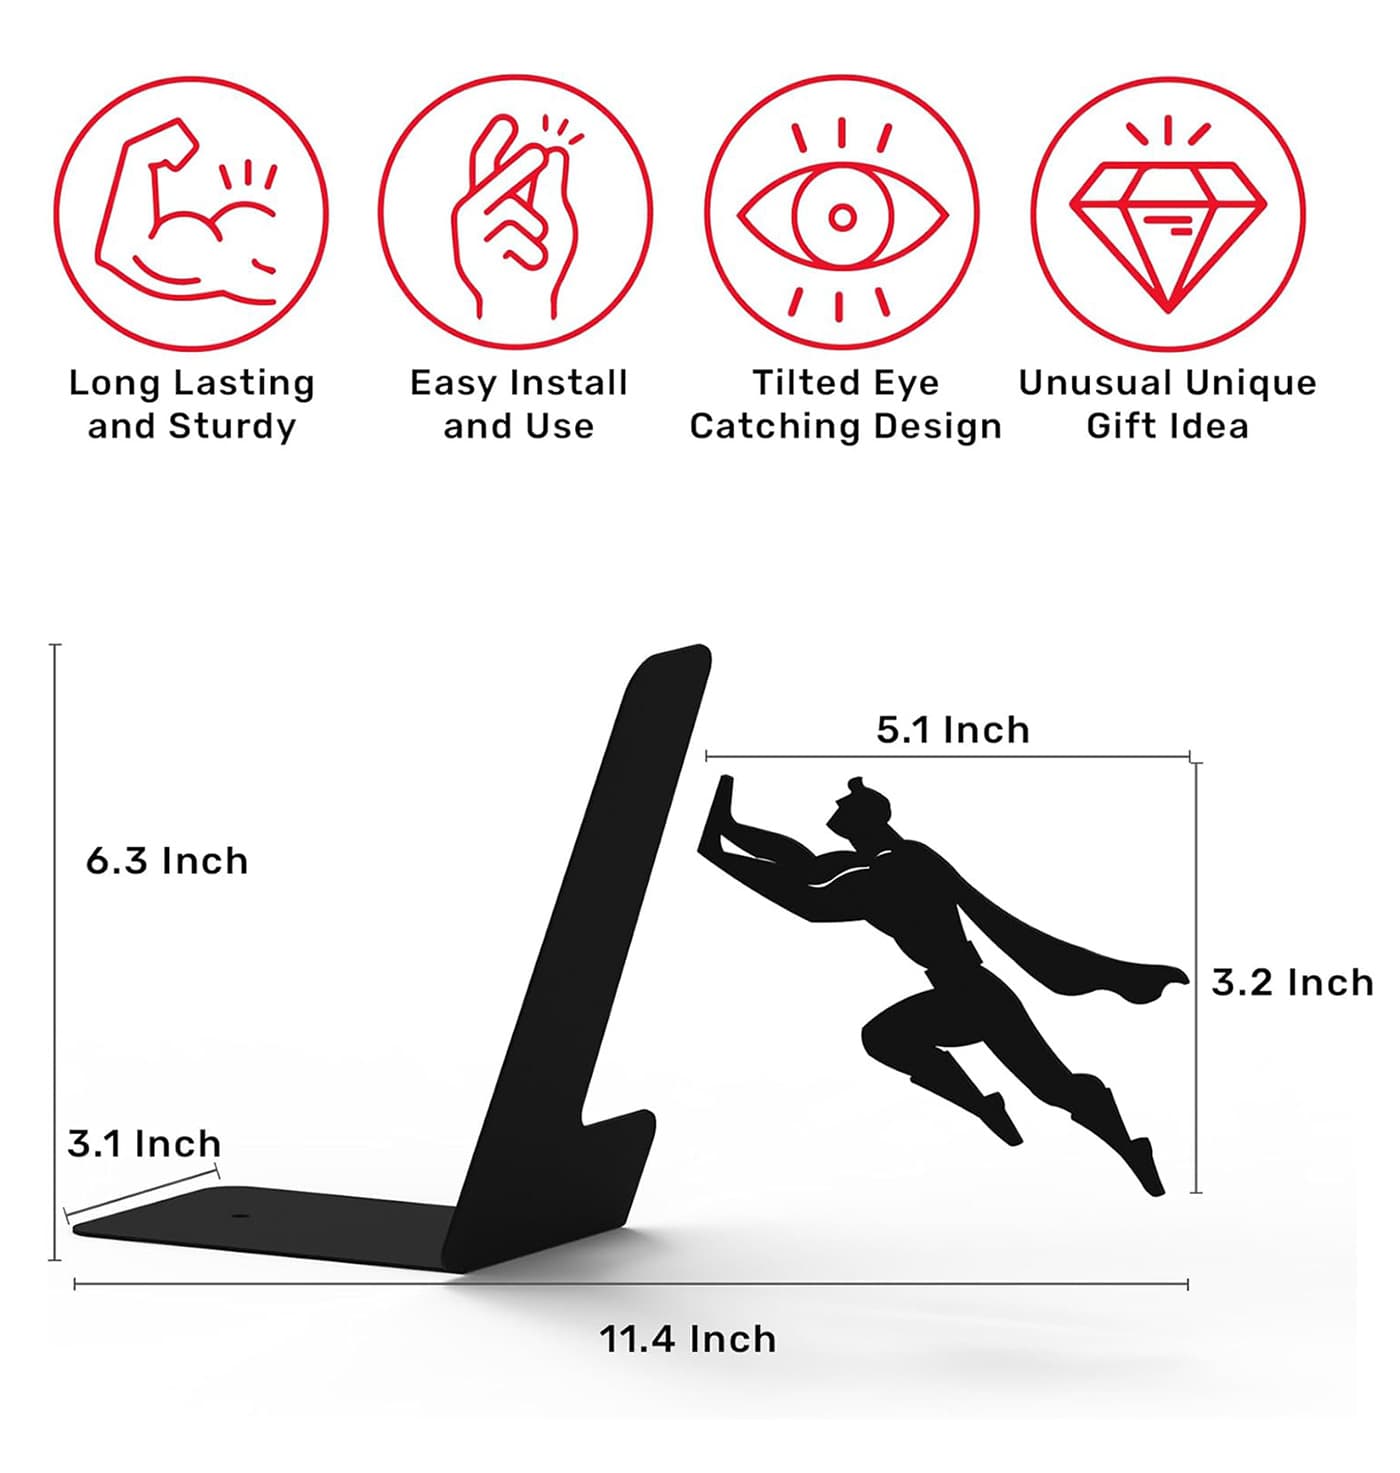 Long Lasting
and Sturdy
Easy Install
and Use
Tilted Eye
Catching Design
Unusual Unique
Gift Idea
5.1 Inch
6.3 Inch
3.2 Inch
3.1 Inch
11.4 Inch